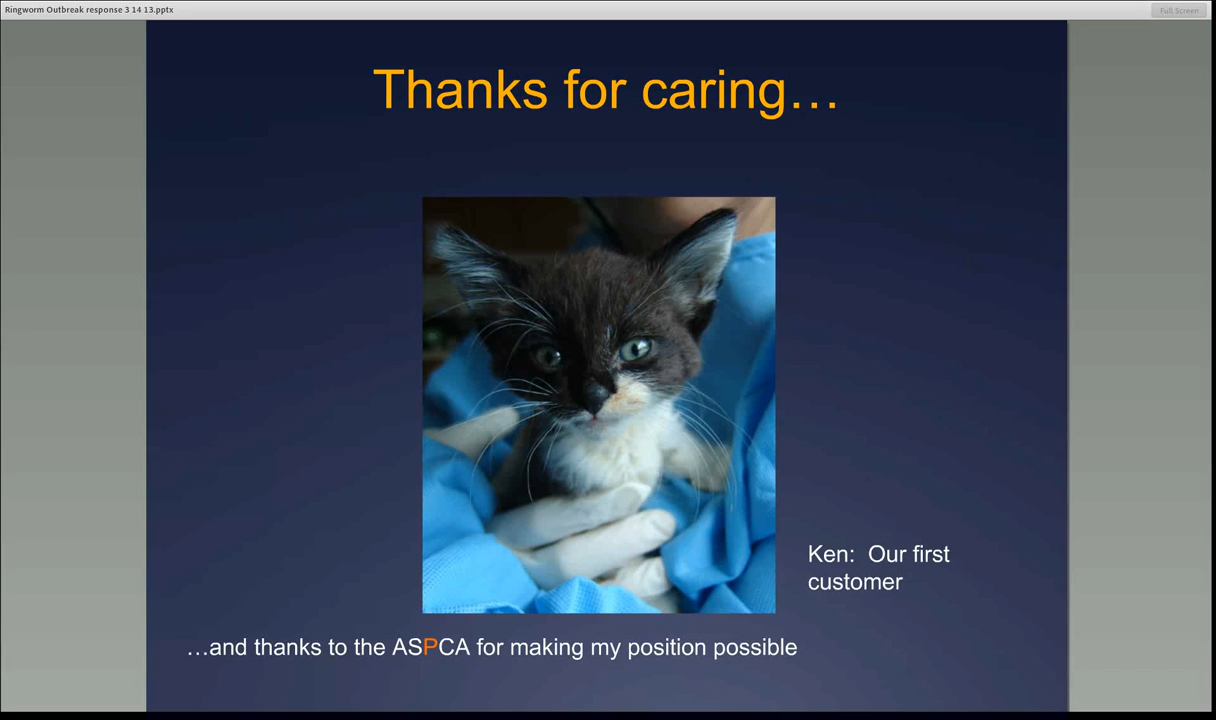 Ringworm Outbreak response 3 14 13.pptx
Full Screen
Thanks for caring…
Ken:  Our first
customer
…and thanks to the ASPCA for making my position possible